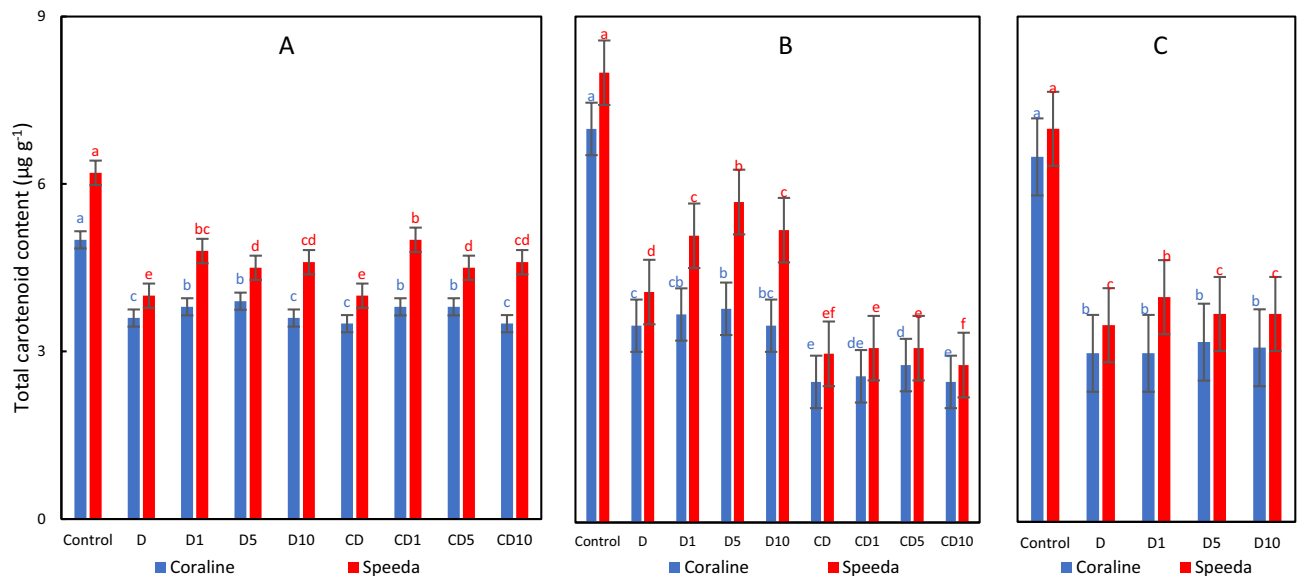 Total carotenoid content (µg g-1)
9
6
3
0
A
a
a
c
e
b
bc
b
d
c
cd
c
e
b
b
b
d
c
cd
Control D D1 D5 D10 CD CD1 CD5 CD10
Coraline Speeda
B
a
a
c
d
cb
c
b
b
bc
c
e
ef
de
e
d
e
e
f
Control D D1 D5 D10 CD CD1 CD5 CD10
Coraline Speeda
C
a
a
b
c
b
b
b
c
b
c
Control D D1 D5 D10
Coraline Speeda